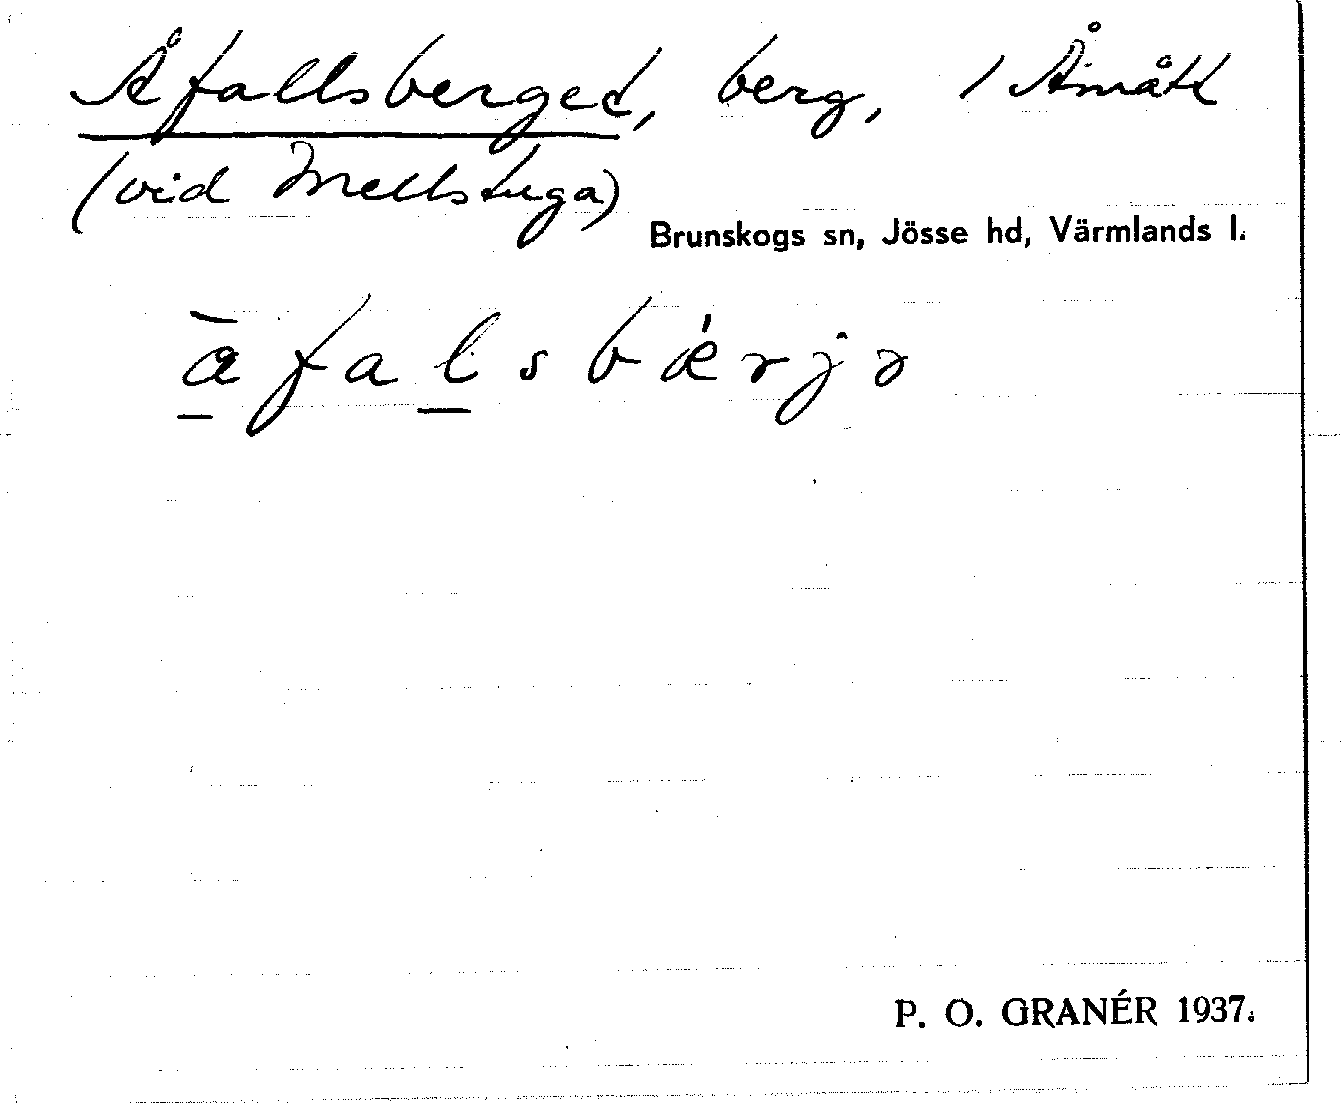 Åfallsberget, berg, 1 Åmått
(vid Mellstuga)
Brunskogs sn, Jösse hd, Värmlands l.
P. O. GRANÉR 1937.